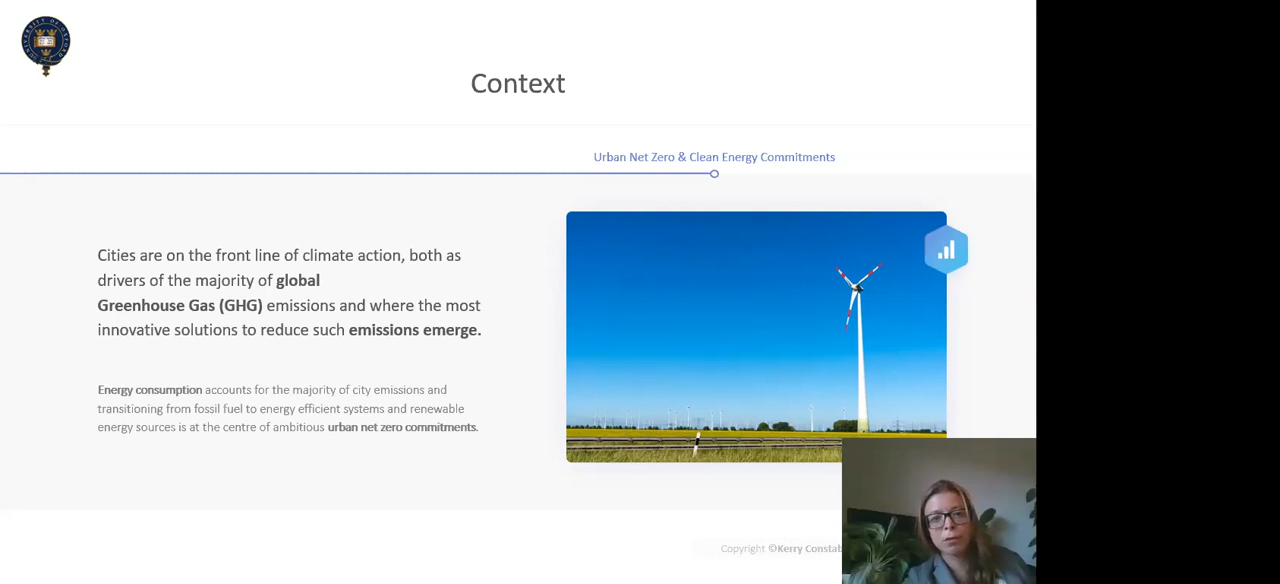 Context
Urban Net Zero & Clean Energy Commitments
Cities are on the front line of climate action, both as
drivers of the majority of global
Greenhouse Gas (GHG) emissions and where the most
innovative solutions to reduce such emissions emerge.
Energy consumption accounts for the majority of city emissions and
transitioning from fossil fuel to energy efficient systems and renewable
energy sources is at the centre of ambitious urban net zero commitments.
Copyright ©Kerry